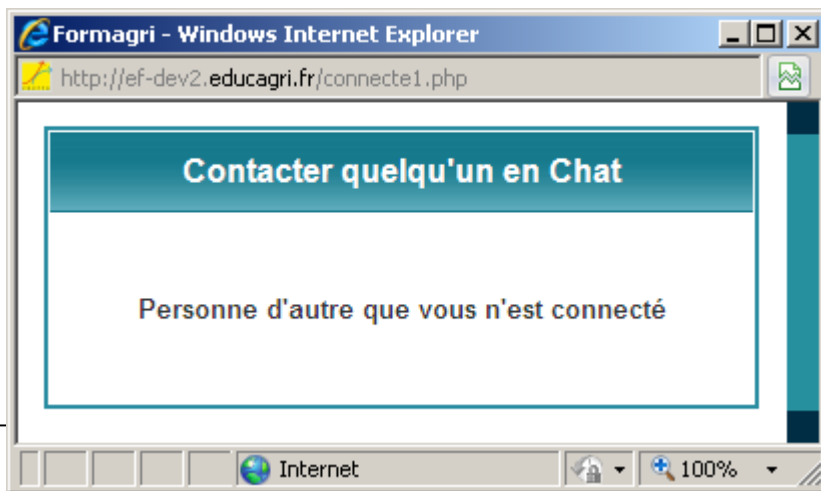 Formagri - Windows Internet Explorer
http://ef-dev2.educagri.fr/connecte1.php
Contacter quelqu'un en Chat
Personne d'autre que vous n'est connecté
Internet
100%